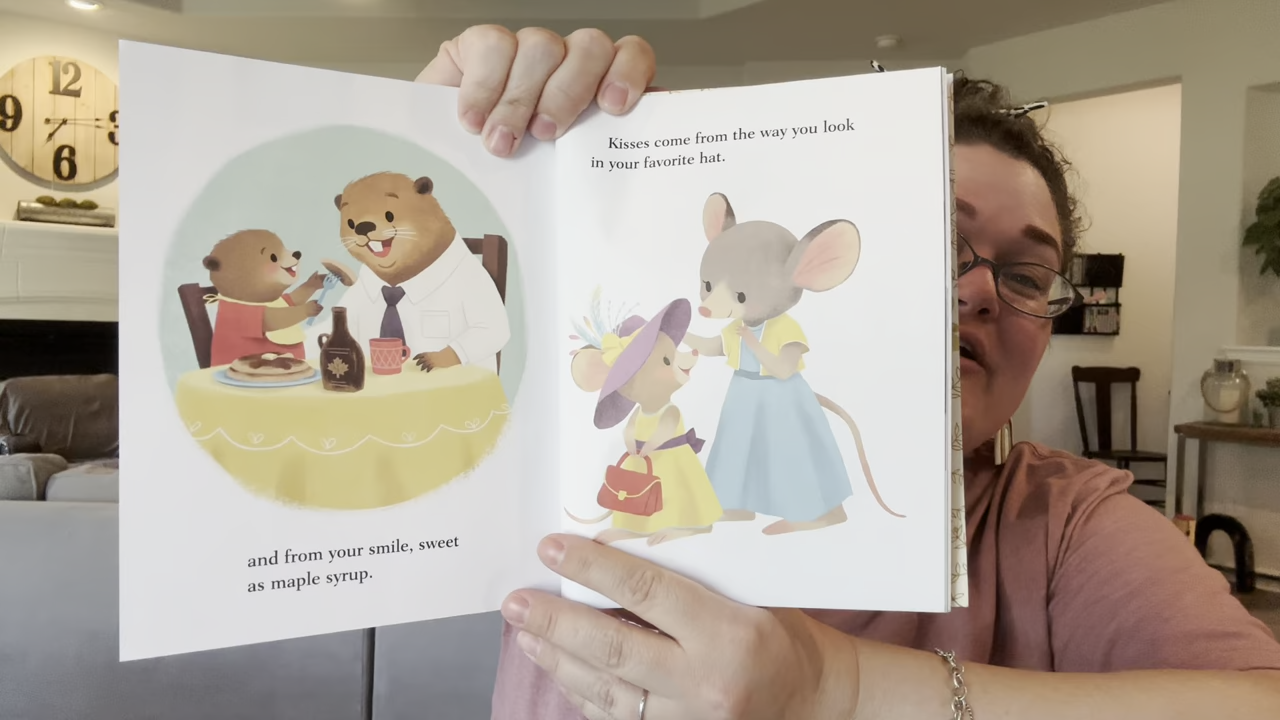 12
9
3
6
and from your smile, sweet
as maple syrup.
Kisses come from the way you look
in your favorite hat.